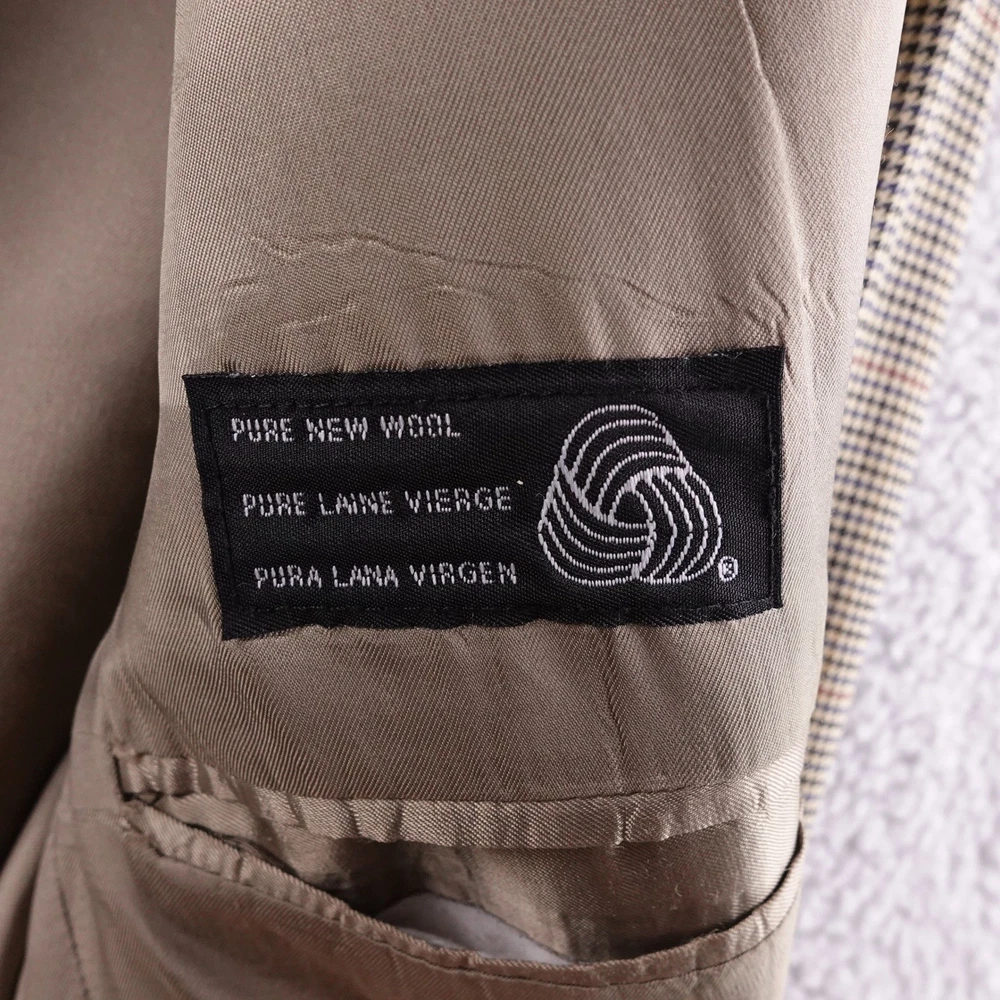 PURE NEW WOOL
PURE LAINE VIERGE
PURA LANA VIRGEN
®